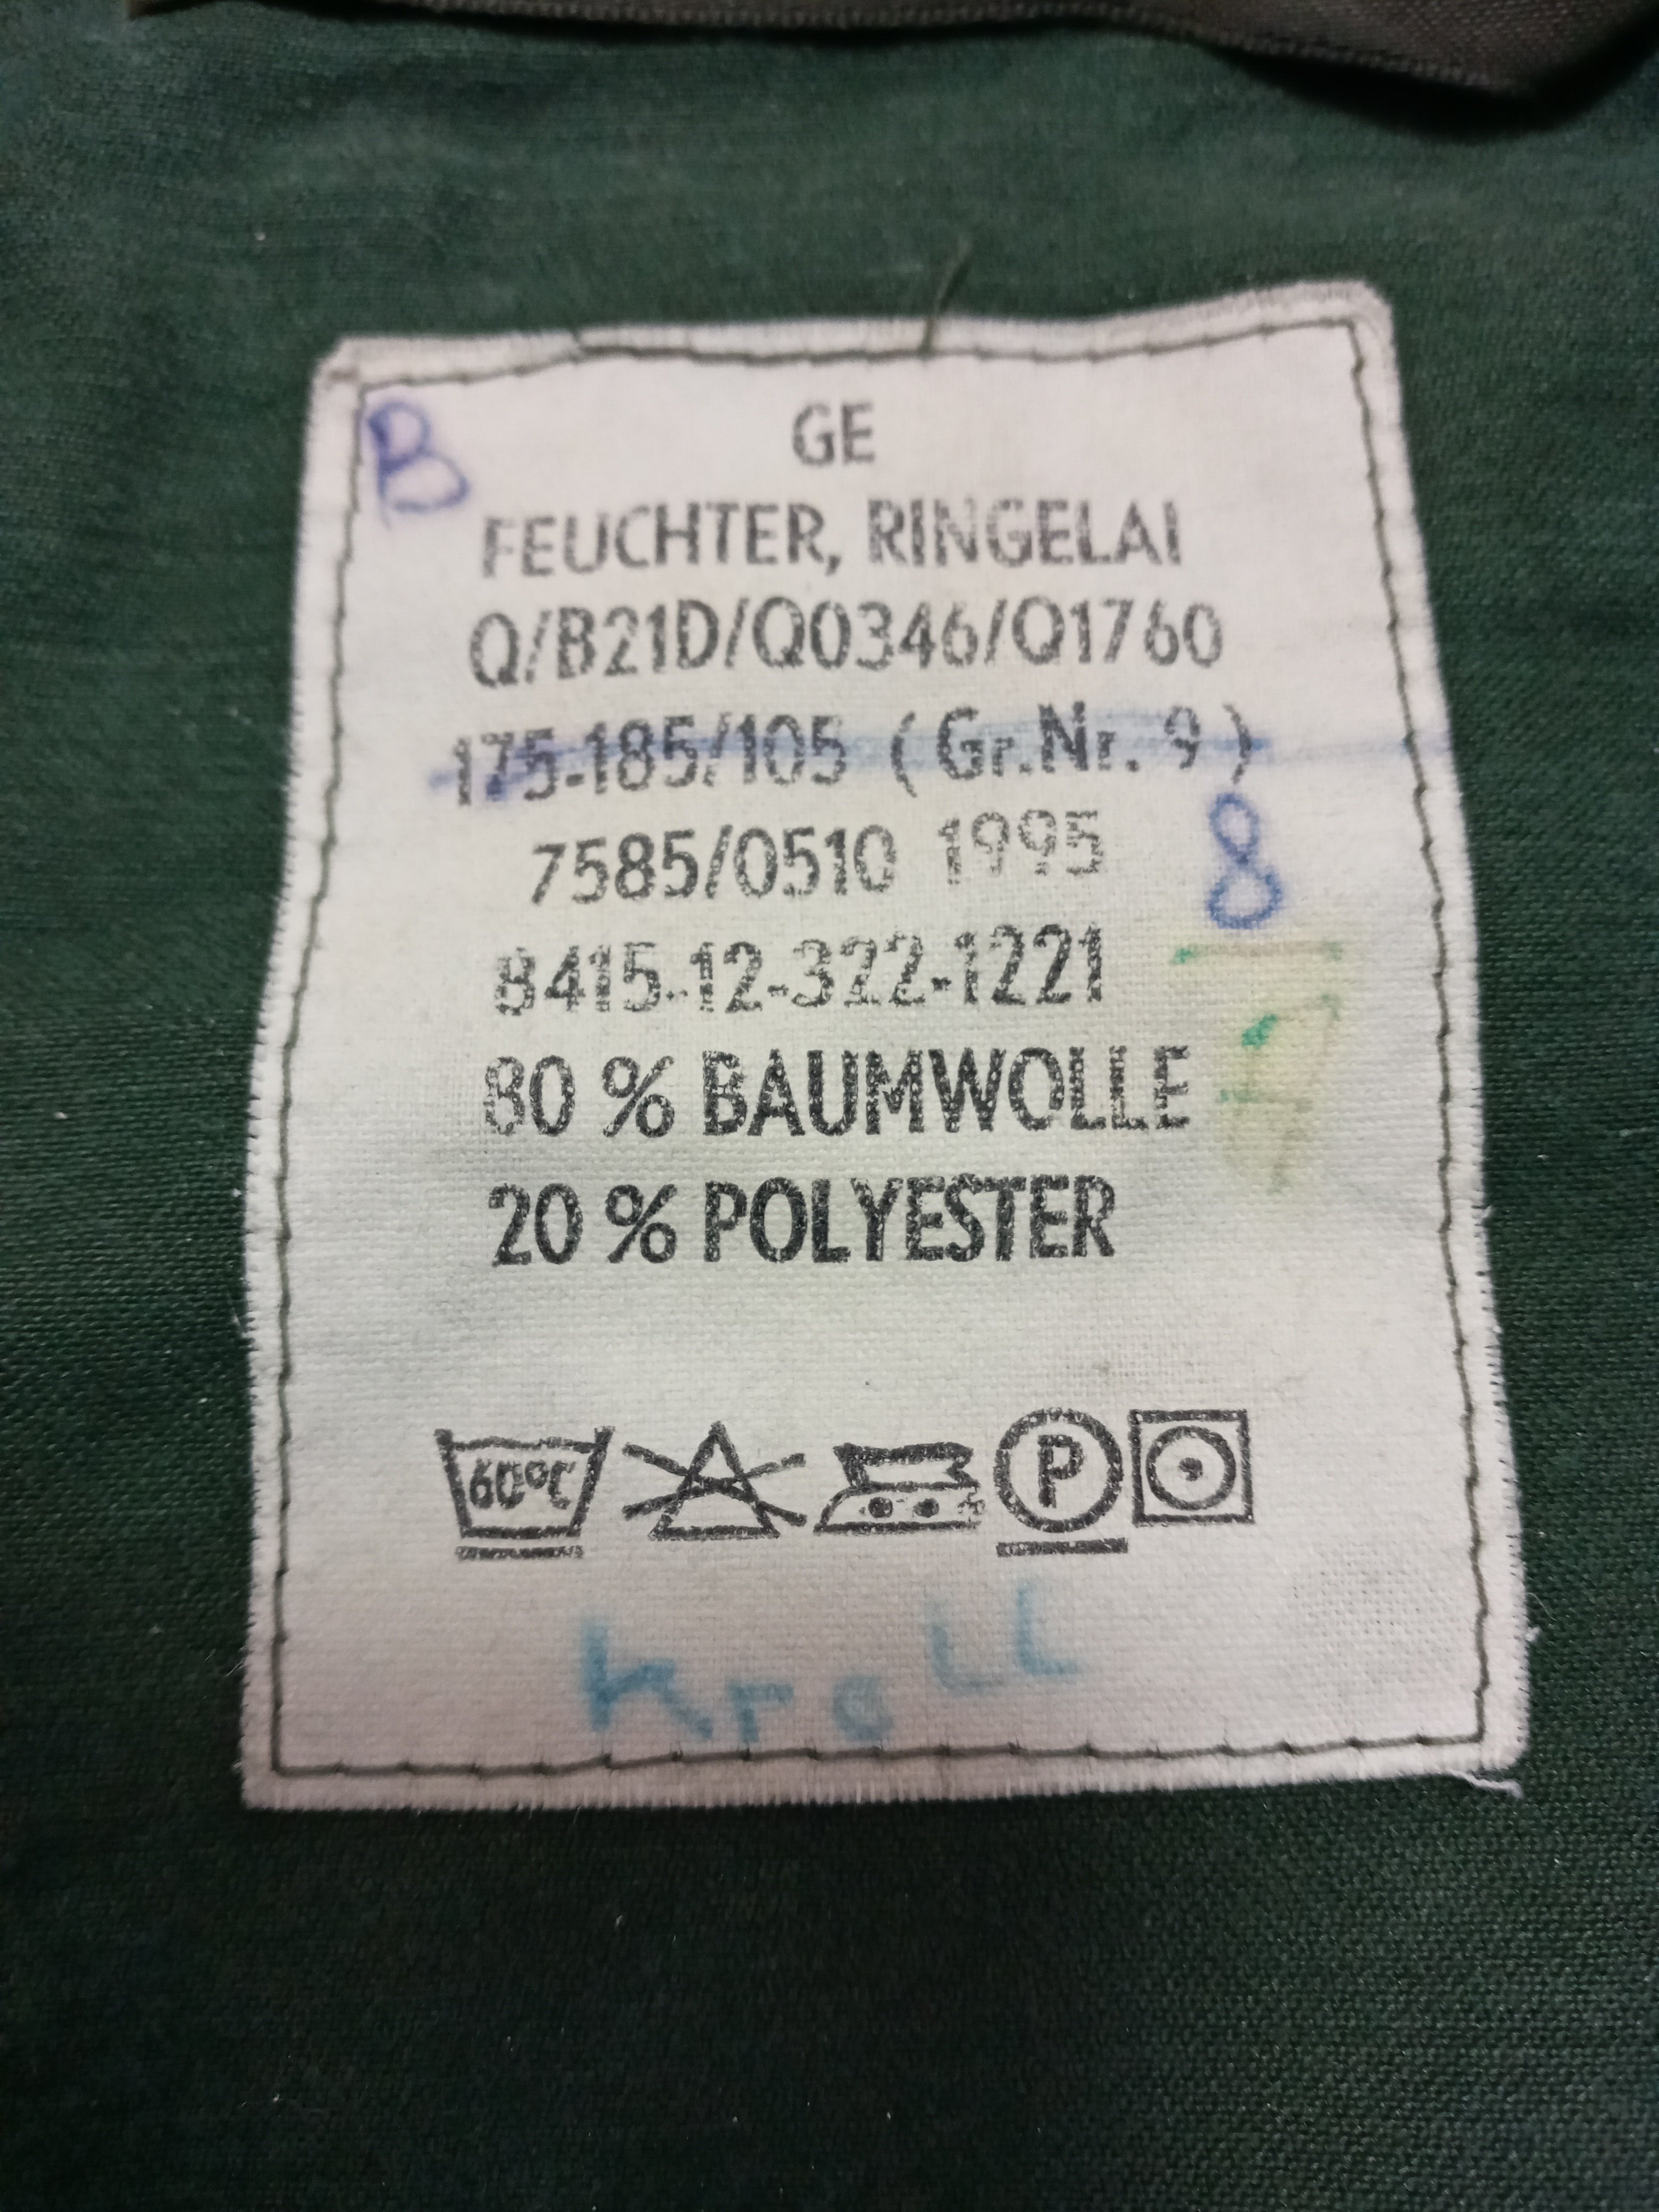 B
GE
FEUCHTER, RINGELAI
Q/B21D/Q0346/Q1760
175-185/105 (Gr.Nr. 9)
8
7585/0510 1995
8415-12-322-1221
80 % BAUMWOLLE
20 % POLYESTER
60°C P
Kroll